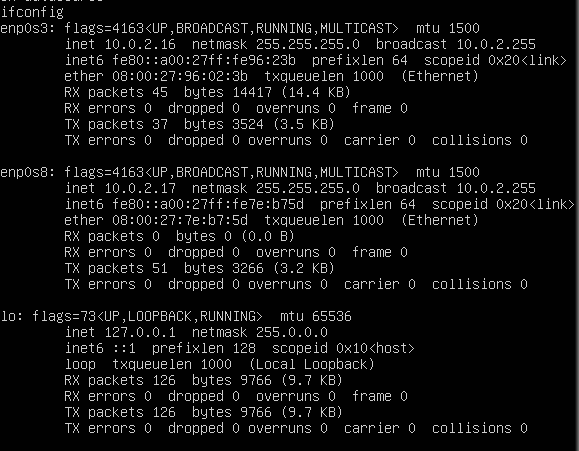 ifconfig
enp0s3: flags=4163<UP,BROADCAST,RUNNING,MULTICAST>  mtu 1500
        inet 10.0.2.16  netmask 255.255.255.0  broadcast 10.0.2.255
        inet6 fe80::a00:27ff:fe96:23b  prefixlen 64  scopeid 0x20<link>
        ether 08:00:27:96:02:3b  txqueuelen 1000  (Ethernet)
        RX packets 45  bytes 14417 (14.4 KB)
        RX errors 0  dropped 0  overruns 0  frame 0
        TX packets 37  bytes 3524 (3.5 KB)
        TX errors 0  dropped 0 overruns 0  carrier 0  collisions 0

enp0s8: flags=4163<UP,BROADCAST,RUNNING,MULTICAST>  mtu 1500
        inet 10.0.2.17  netmask 255.255.255.0  broadcast 10.0.2.255
        inet6 fe80::a00:27ff:fe7e:b75d  prefixlen 64  scopeid 0x20<link>
        ether 08:00:27:7e:b7:5d  txqueuelen 1000  (Ethernet)
        RX packets 0  bytes 0 (0.0 B)
        RX errors 0  dropped 0  overruns 0  frame 0
        TX packets 51  bytes 3266 (3.2 KB)
        TX errors 0  dropped 0 overruns 0  carrier 0  collisions 0

lo: flags=73<UP,LOOPBACK,RUNNING>  mtu 65536
        inet 127.0.0.1  netmask 255.0.0.0
        inet6 ::1  prefixlen 128  scopeid 0x10<host>
        loop  txqueuelen 1000  (Local Loopback)
        RX packets 126  bytes 9766 (9.7 KB)
        RX errors 0  dropped 0  overruns 0  frame 0
        TX packets 126  bytes 9766 (9.7 KB)
        TX errors 0  dropped 0 overruns 0  carrier 0  collisions 0